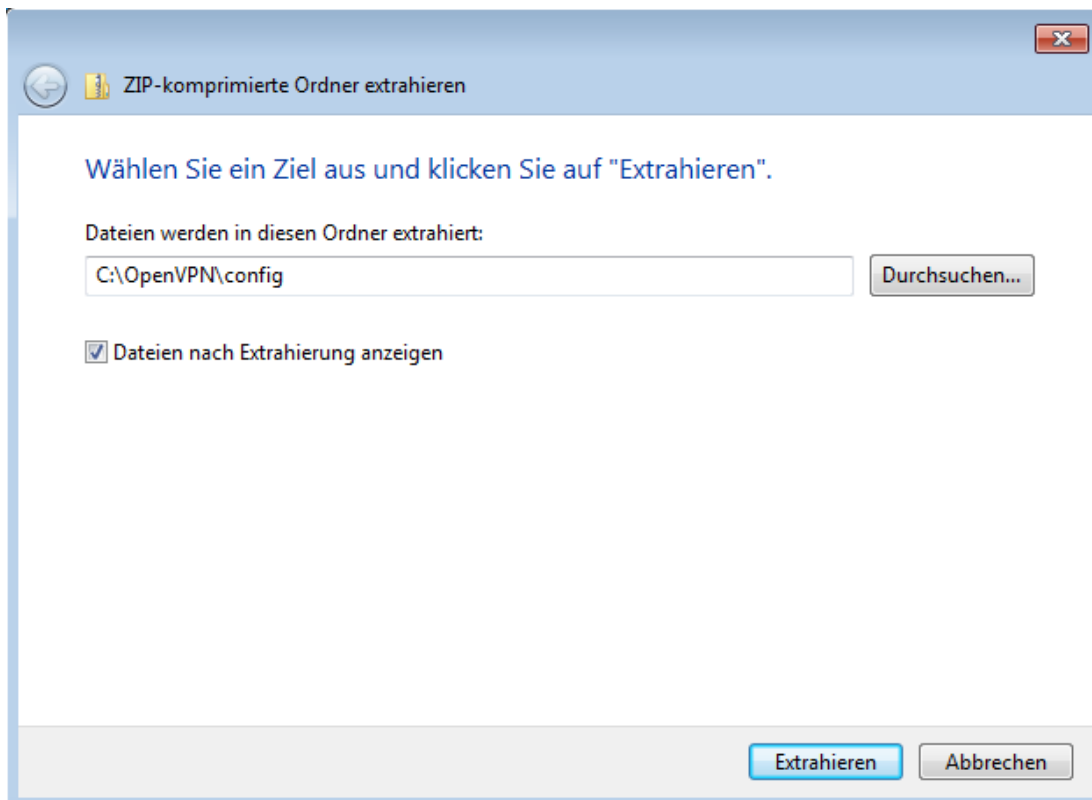 ZIP-komprimierte Ordner extrahieren
Wählen Sie ein Ziel aus und klicken Sie auf "Extrahieren".
Dateien werden in diesen Ordner extrahiert:
C:\OpenVPN\config
Durchsuchen...
Dateien nach Extrahierung anzeigen
Extrahieren
Abbrechen